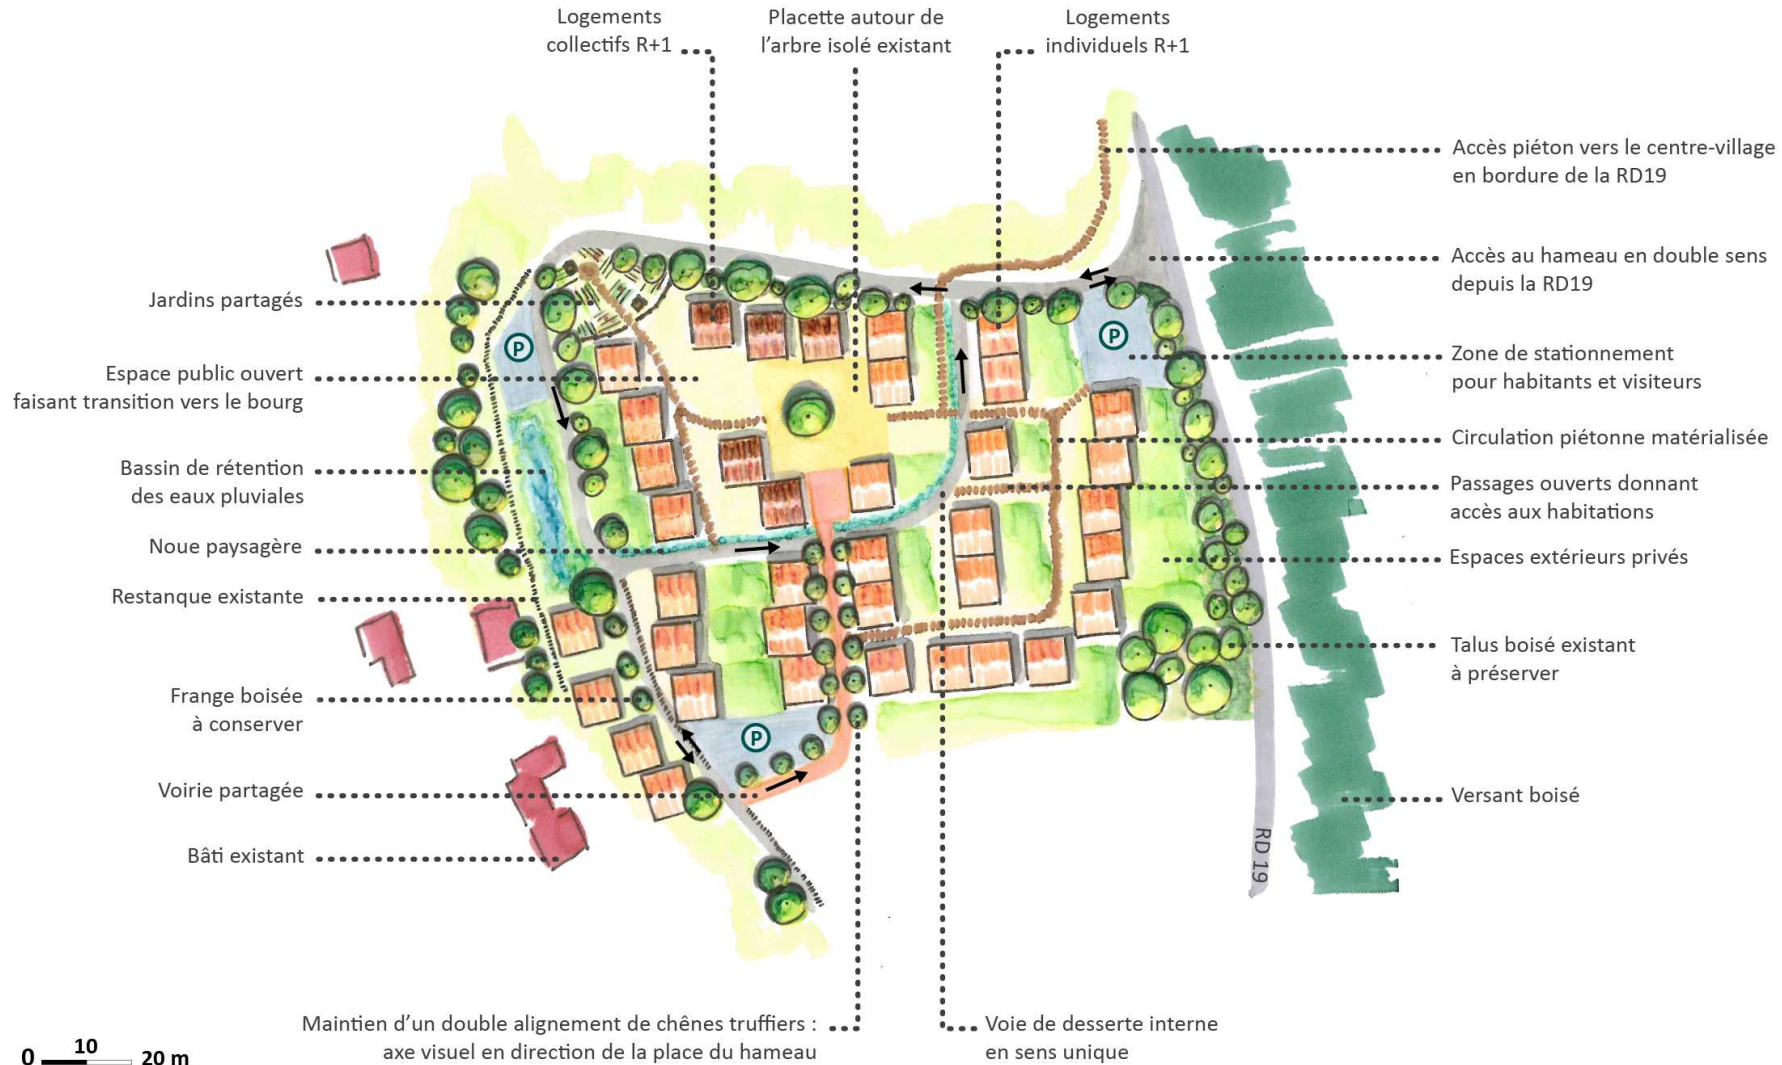 Logements
collectifs R+1
Placette autour de
l'arbre isolé existant
Logements
individuels R+1
Accès piéton vers le centre-village
en bordure de la RD19
Accès au hameau en double sens
depuis la RD19
Zone de stationnement
pour habitants et visiteurs
Circulation piétonne matérialisée
Passages ouverts donnant
accès aux habitations
Espaces extérieurs privés
Talus boisé existant
à préserver
Versant boisé
Jardins partagés
Espace public ouvert
faisant transition vers le bourg
Bassin de rétention
des eaux pluviales
Noue paysagère
Restanque existante
Frange boisée
à conserver
Voirie partagée
Bâti existant
P
P
P
RD 19
Maintien d'un double alignement de chênes truffiers :
axe visuel en direction de la place du hameau
Voie de desserte interne
en sens unique
0 10 20 m